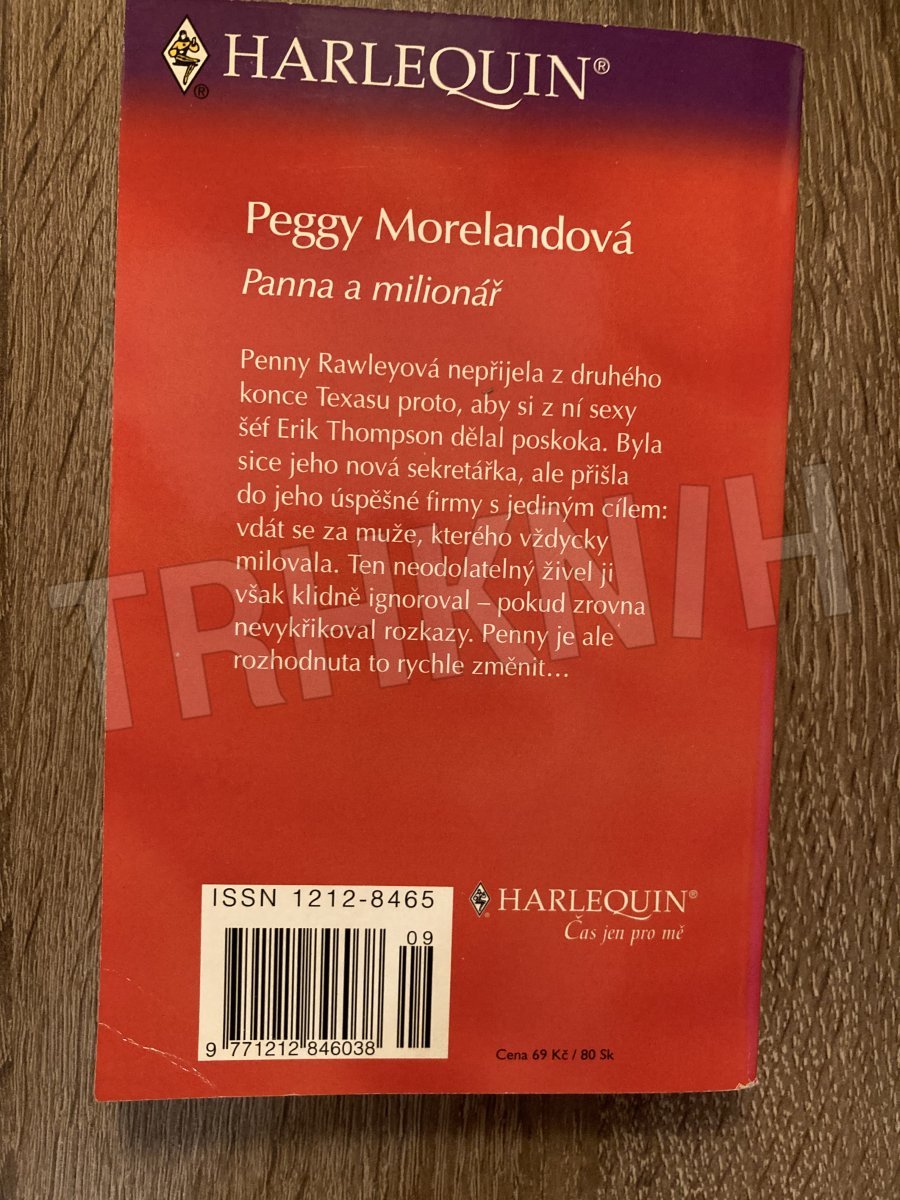 HARLEQUIN®
®
Peggy Morelandová
Panna a milionář
Penny Rawleyová nepřijela z druhého
konce Texasu proto, aby si z ní sexy
šéf Erik Thompson dělal poskoka. Byla
sice jeho nová sekretářka, ale přišla
do jeho úspěšné firmy s jediným cílem:
vdát se za muže, kterého vždycky
milovala. Ten neodolatelný živel ji
však klidně ignoroval – pokud zrovna
nevykřikoval rozkazy. Penny je ale
rozhodnuta to rychle změnit...
TRHKNIH
ISSN 1212-8465
09
9 771212 846038
HARLEQUIN®
Čas jen pro mě
Cena 69 Kč / 80 Sk